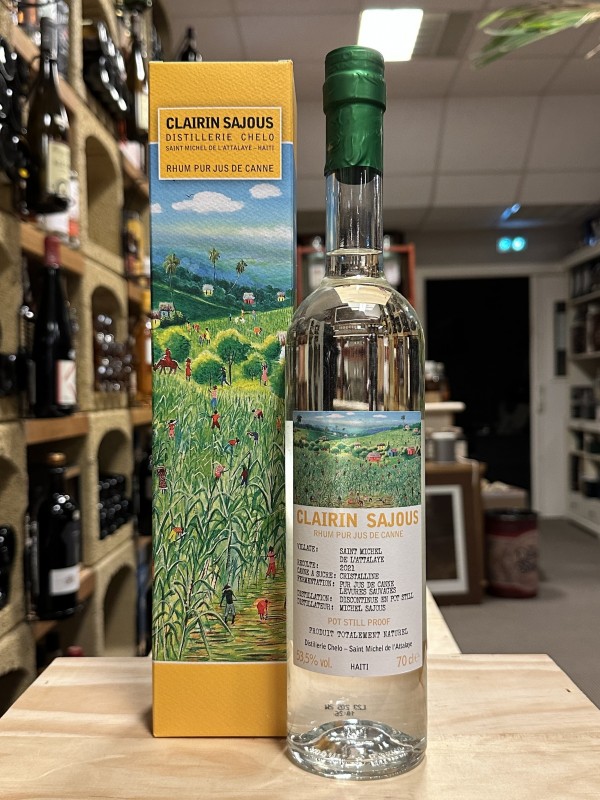 CLAIRIN SAJOUS
DISTILLERIE CHELO
SAINT MICHEL DE L'ATTALAYE - HAITI
RHUM PUR JUS DE CANNE
CLAIRIN SAJOUS
RHUM PUR JUS DE CANNE
VILLAGE: SAINT MICHEL
DE L'ATTALAYE
RECOLTE: 2021
CANNE A SUCRE: CRISTALLINE
FERMENTATION: PUR JUS DE CANNE
LEVURES SAUVAGES
DISTILLATION: DISCONTINUE EN POT STILL
DISTILLATEUR: MICHEL SAJOUS
POT STILL PROOF
PRODUIT TOTALEMENT NATUREL
Distillerie Chelo – Saint Michel de l'Attalaye
53,5% vol. HAITI 70 cl